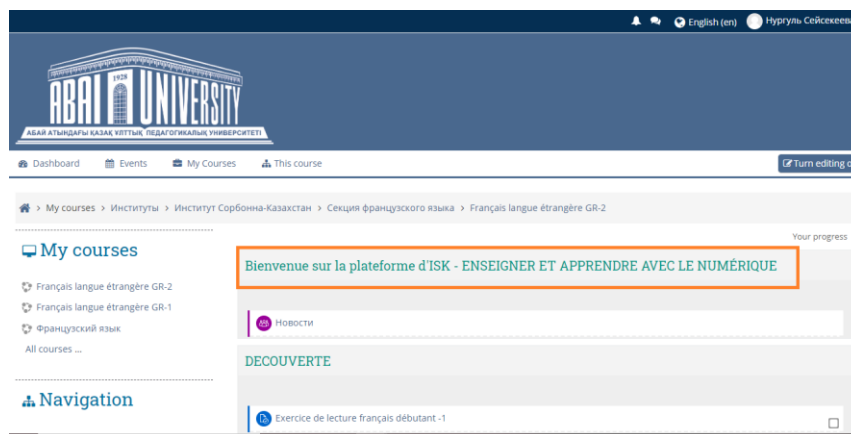 English (en) Нургуль Сейсекеева
1928
ABAI UNIVERSITY
АБАЙ АТЫНДАҒЫ ҚАЗАҚ ҰЛТТЫҚ ПЕДАГОГИКАЛЫҚ УНИВЕРСИТЕТІ
Dashboard Events My Courses This course Turn editing
My courses > Институты > Институт Сорбонна-Казахстан > Секция французского языка > Français langue étrangère GR-2
Your progress
My courses
Bienvenue sur la plateforme d'ISK - ENSEIGNER ET APPRENDRE AVEC LE NUMÉRIQUE
Français langue étrangère GR-2
Français langue étrangère GR-1
Французский язык
All courses ...
Новости
DECOUVERTE
Navigation
Exercice de lecture français débutant -1